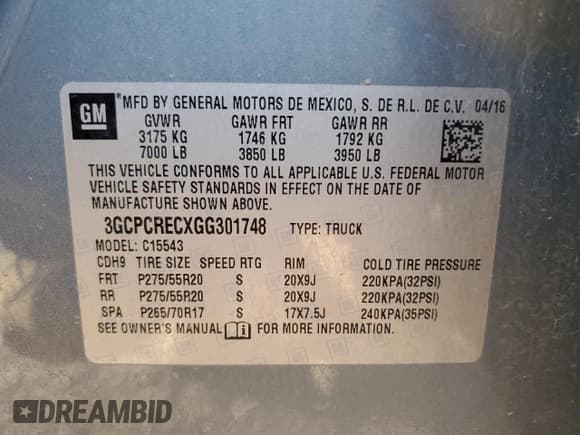 GM
MFD BY GENERAL MOTORS DE MEXICO, S. DE R.L. DE C.V. 04/16
GVWR GAWR FRT GAWR RR
3175 KG 1746 KG 1792 KG
7000 LB 3850 LB 3950 LB
THIS VEHICLE CONFORMS TO ALL APPLICABLE U.S. FEDERAL MOTOR
VEHICLE SAFETY STANDARDS IN EFFECT ON THE DATE OF
MANUFACTURE SHOWN ABOVE.
3GCPCRECXGG301748 TYPE: TRUCK
MODEL: C15543
CDH9 TIRE SIZE SPEED RTG RIM COLD TIRE PRESSURE
FRT P275/55R20 S 20X9J 220KPA(32PSI)
RR P275/55R20 S 20X9J 220KPA(32PSI)
SPA P265/70R17 S 17X7.5J 240KPA(35PSI)
SEE OWNER'S MANUAL FOR MORE INFORMATION.
DREAMBID